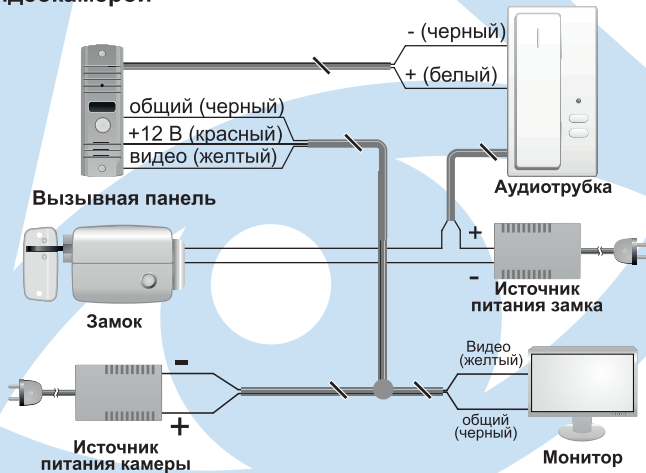 - (черный)
+ (белый)
общий (черный)
+12 В (красный)
видео (желтый)
Вызывная панель
Аудиотрубка
+
-
Источник
питания замка
Замок
Видео
(желтый)
-
+
общий
(черный)
Источник
питания камеры
Монитор